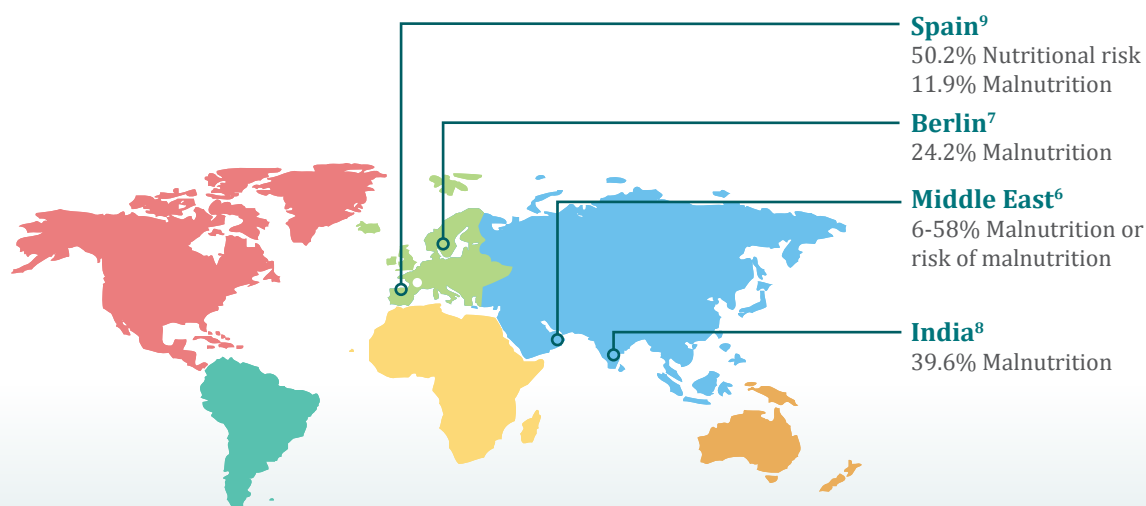 Spain⁹
50.2% Nutritional risk
11.9% Malnutrition
Berlin⁷
24.2% Malnutrition
Middle East⁶
6-58% Malnutrition or
risk of malnutrition
India⁸
39.6% Malnutrition